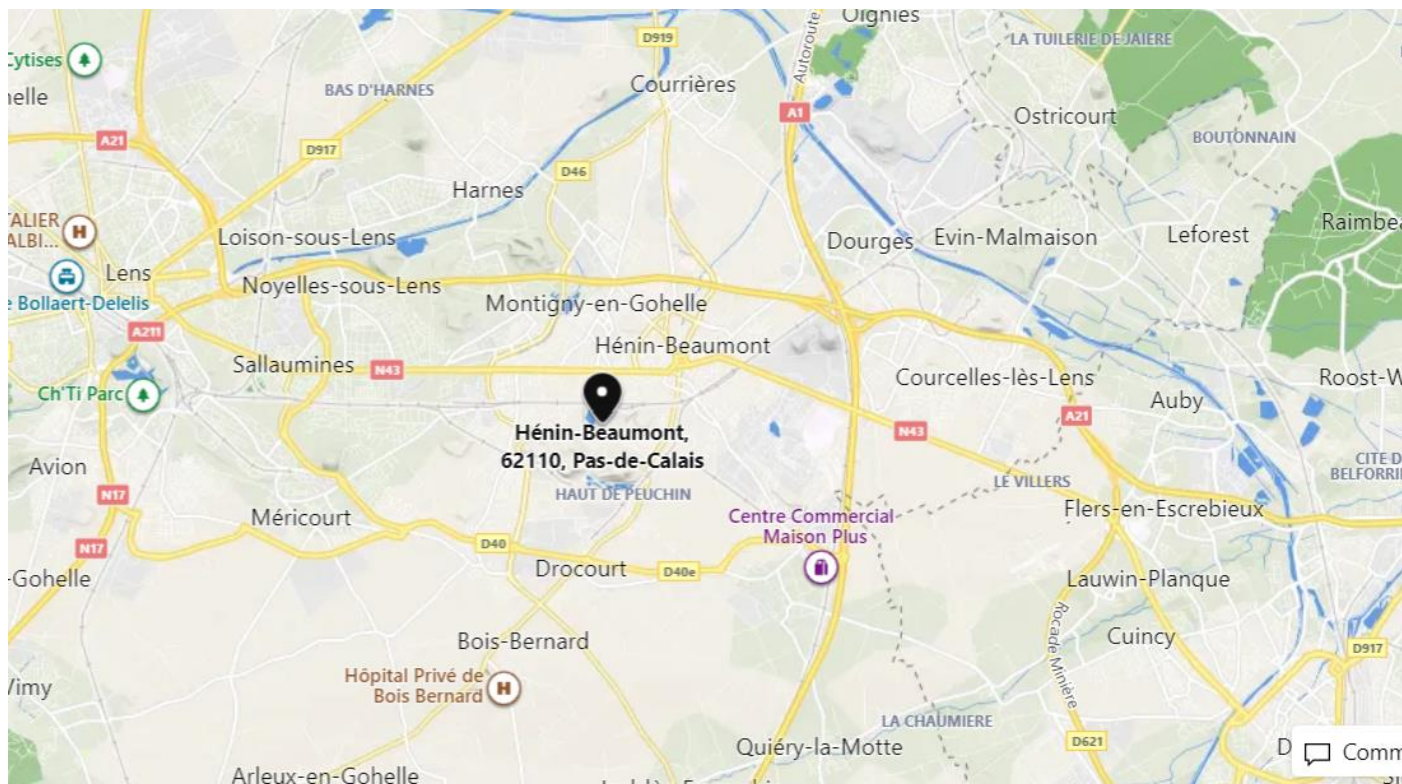 Oignies
D919
Autoroute
LA TUILERIE DE JAIERE
Cytises
Courrières
BAS D'HARNES
A1
Ostricourt
BOUTONNAIN
A21
D917
D46
Harnes
TALIER
ALBI...
Loison-sous-Lens
Dourges
Evin-Malmaison
Leforest
Raimbea
Lens
Noyelles-sous-Lens
e Bollaert-Delelis
Montigny-en-Gohelle
A211
Hénin-Beaumont
Sallaumines
N43
Courcelles-lès-Lens
Roost-W
Ch'Ti Parc
Auby
A21
Hénin-Beaumont,
62110, Pas-de-Calais
N43
Avion
CITE D
BELFORRIE
N17
HAUT DE PEUCHIN
LE VILLERS
Méricourt
Centre Commercial
Maison Plus
Flers-en-Escrebieux
N17
D40
Drocourt
D40e
-Gohelle
Lauwin-Planque
Rocade Minière
Bois-Bernard
Cuincy
D917
Hôpital Privé de
Bois Bernard
Vimy
LA CHAUMIERE
Quiéry-la-Motte
D621
D
Comm
Arleux-en-Gohelle